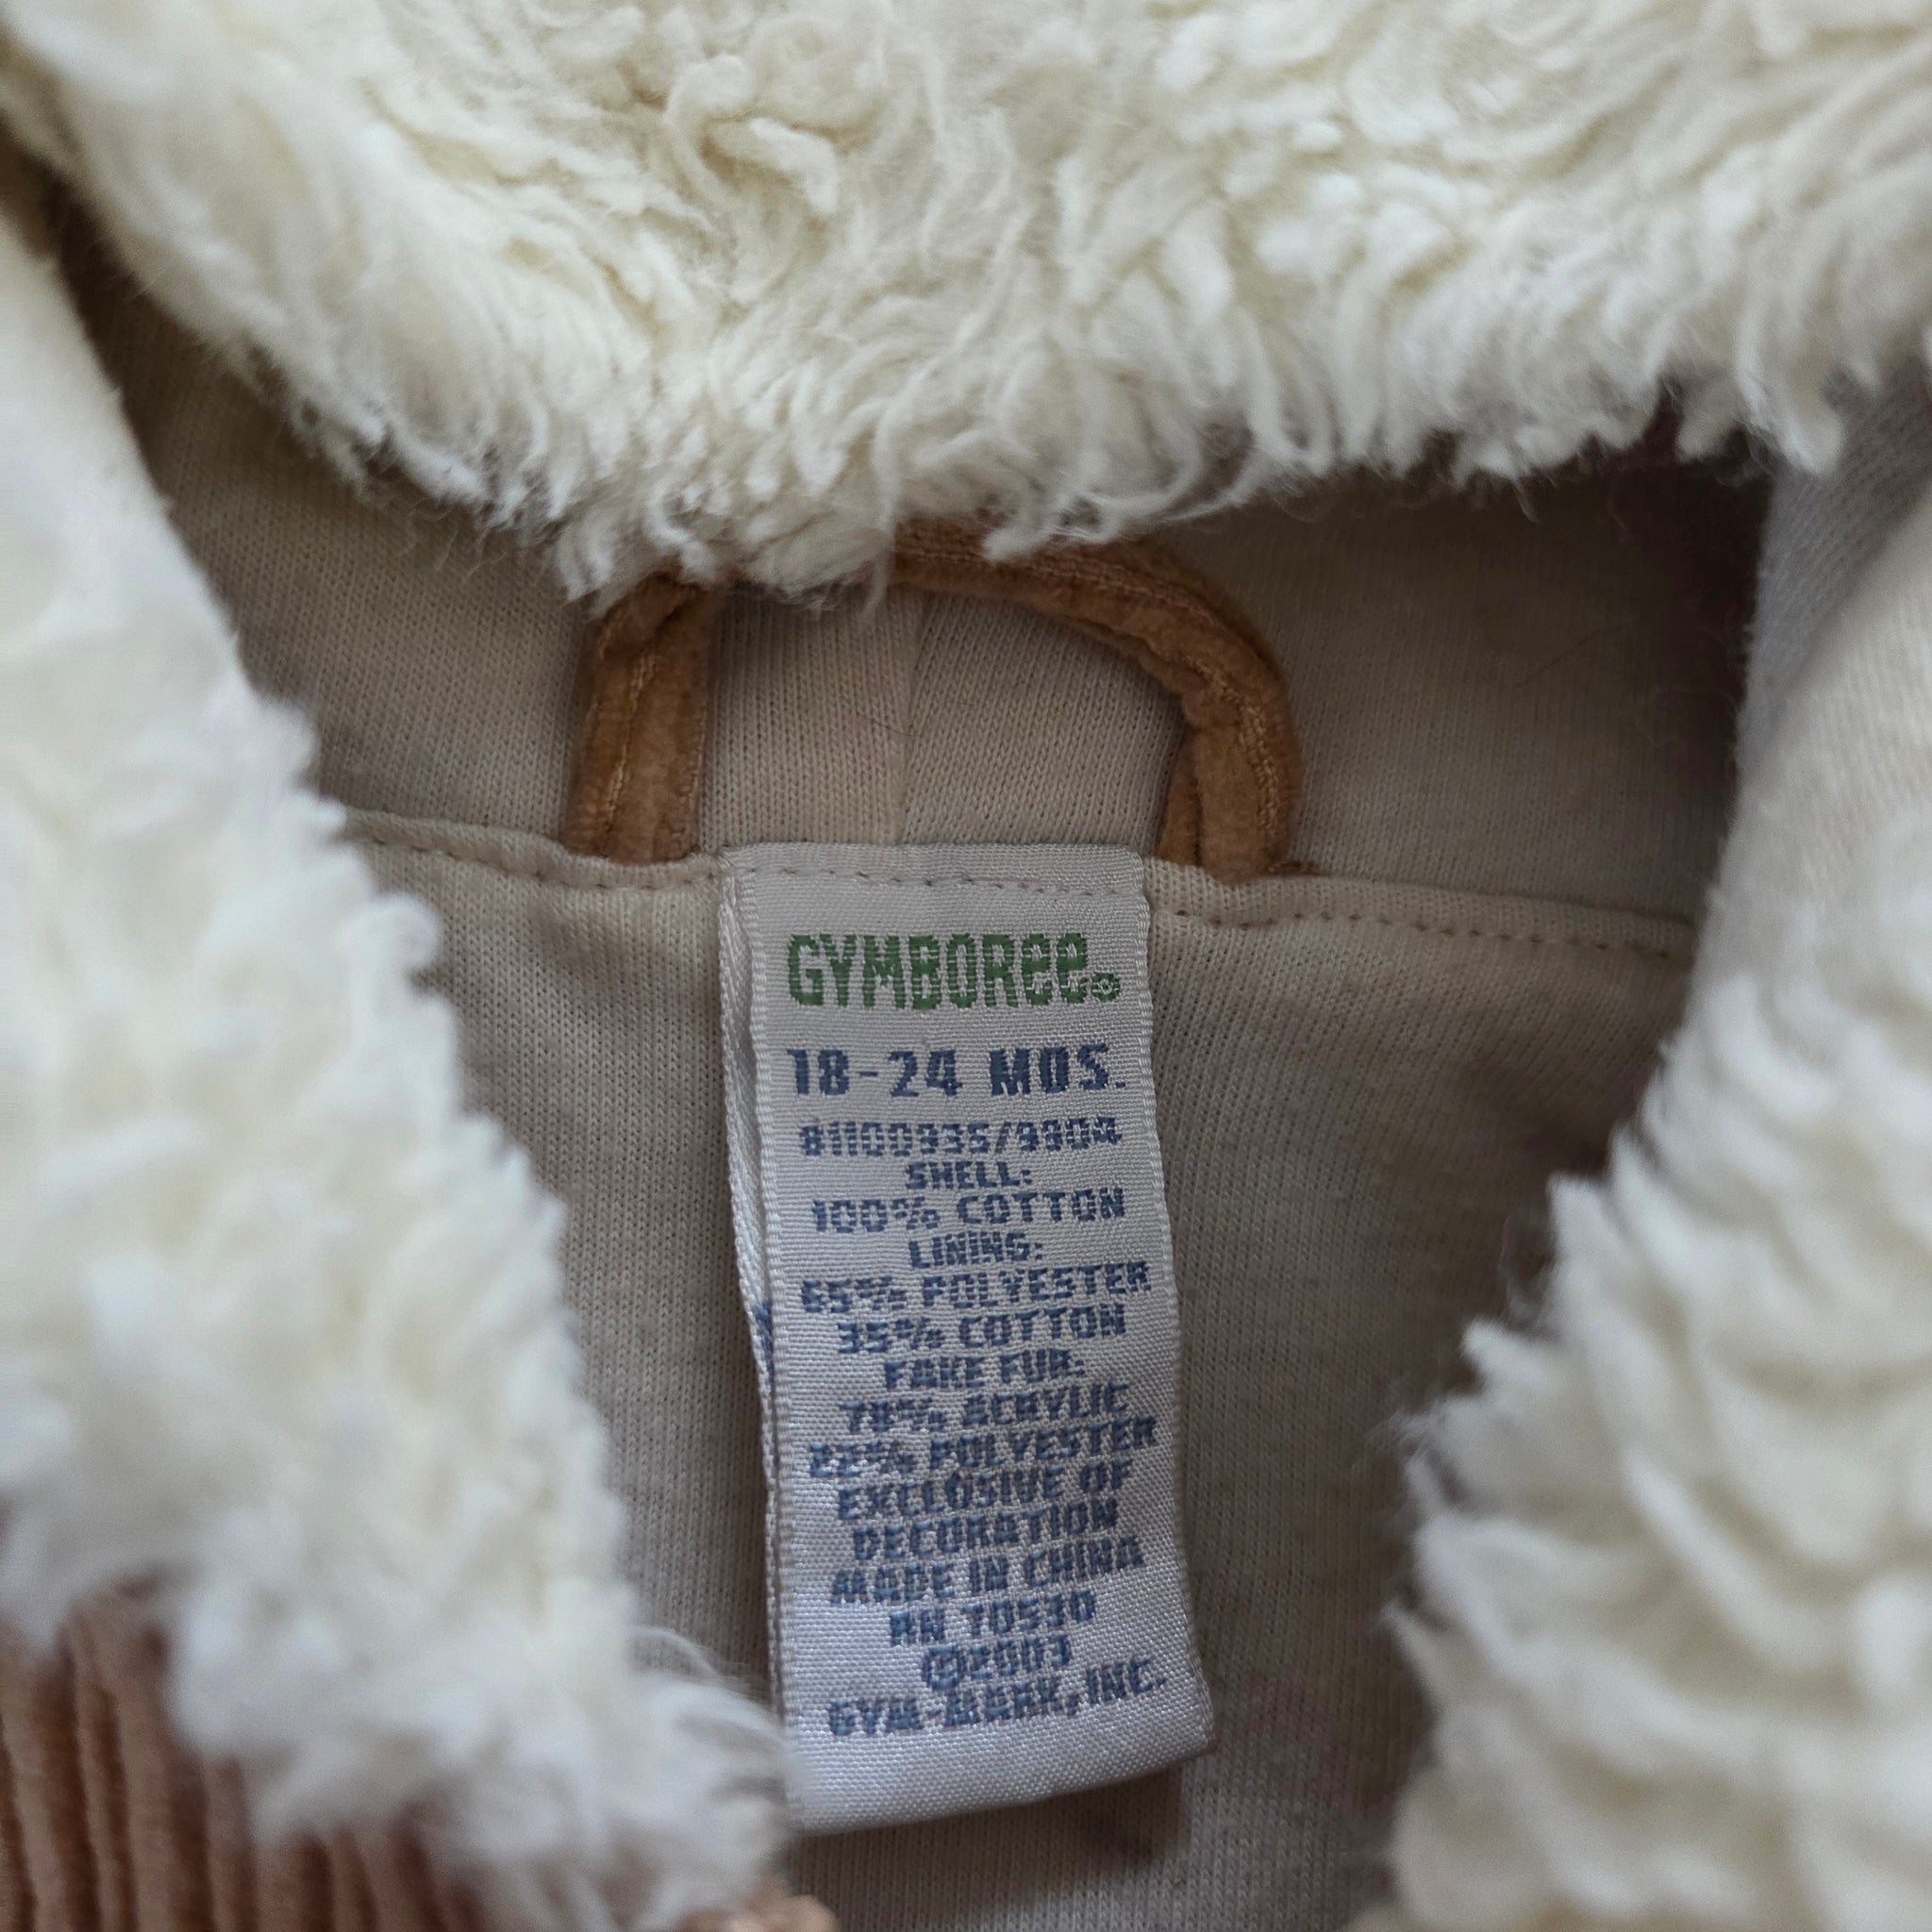 GYMBOREE®
18-24 MOS.
SHELL:
100% COTTON
LINING:
65% POLYESTER
35% COTTON
FAKE FUR:
78% ACRYLIC
22% POLYESTER
EXCLUSIVE OF
DECORATION
MADE IN CHINA
RN 70530
©2003
GYM-MARK, INC.